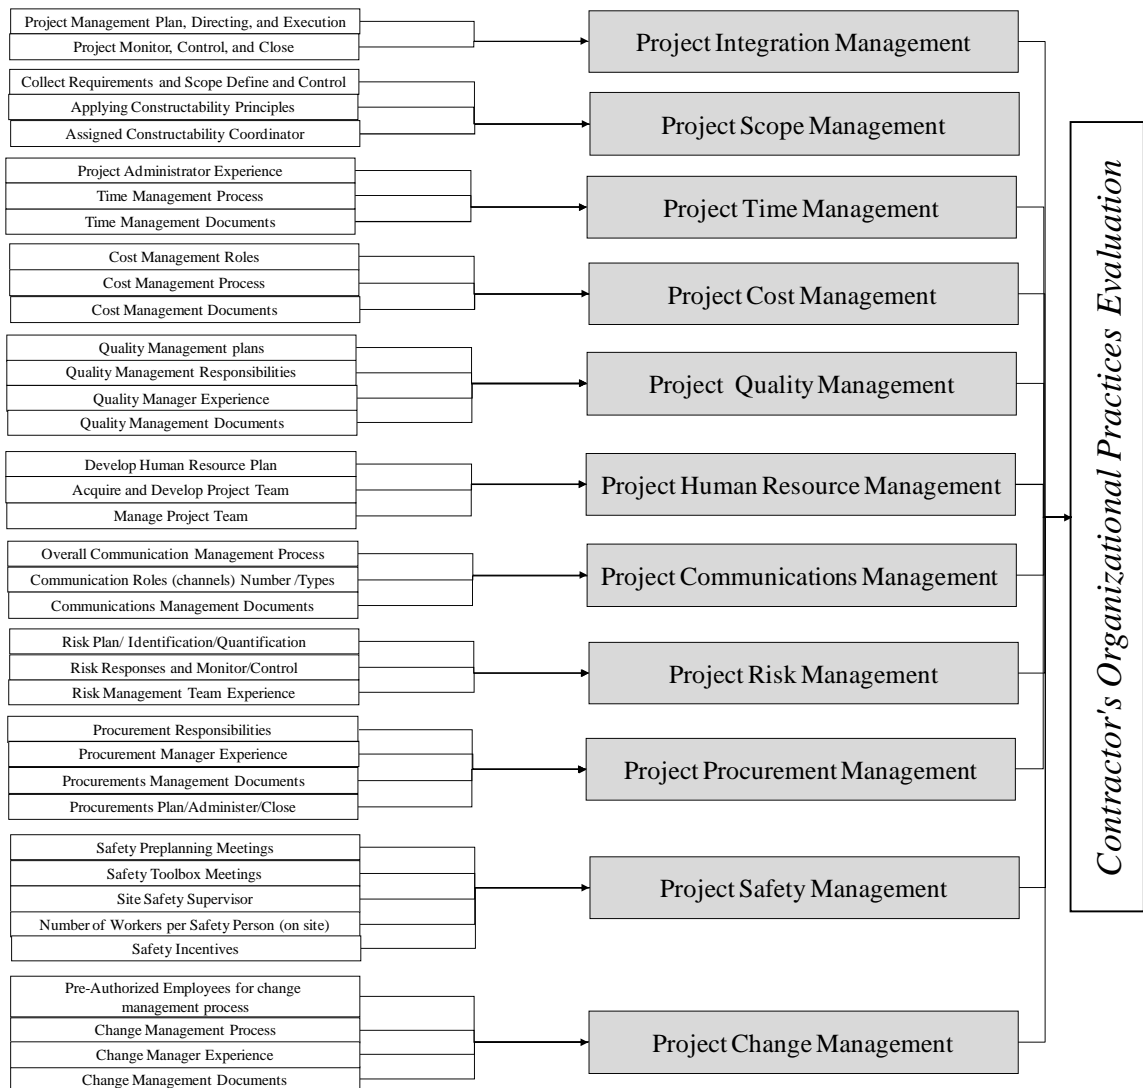 Project Management Plan, Directing, and Execution
Project Monitor, Control, and Close
Project Integration Management
Collect Requirements and Scope Define and Control
Applying Constructability Principles
Assigned Constructability Coordinator
Project Scope Management
Project Administrator Experience
Time Management Process
Time Management Documents
Project Time Management
Cost Management Roles
Cost Management Process
Cost Management Documents
Project Cost Management
Quality Management plans
Quality Management Responsibilities
Quality Manager Experience
Quality Management Documents
Project Quality Management
Develop Human Resource Plan
Acquire and Develop Project Team
Manage Project Team
Project Human Resource Management
Overall Communication Management Process
Communication Roles (channels) Number /Types
Communications Management Documents
Project Communications Management
Risk Plan/ Identification/Quantification
Risk Responses and Monitor/Control
Risk Management Team Experience
Project Risk Management
Procurement Responsibilities
Procurement Manager Experience
Procurements Management Documents
Procurements Plan/Administer/Close
Project Procurement Management
Safety Preplanning Meetings
Safety Toolbox Meetings
Site Safety Supervisor
Number of Workers per Safety Person (on site)
Safety Incentives
Project Safety Management
Pre-Authorized Employees for change
management process
Change Management Process
Change Manager Experience
Change Management Documents
Project Change Management
Contractor's Organizational Practices Evaluation